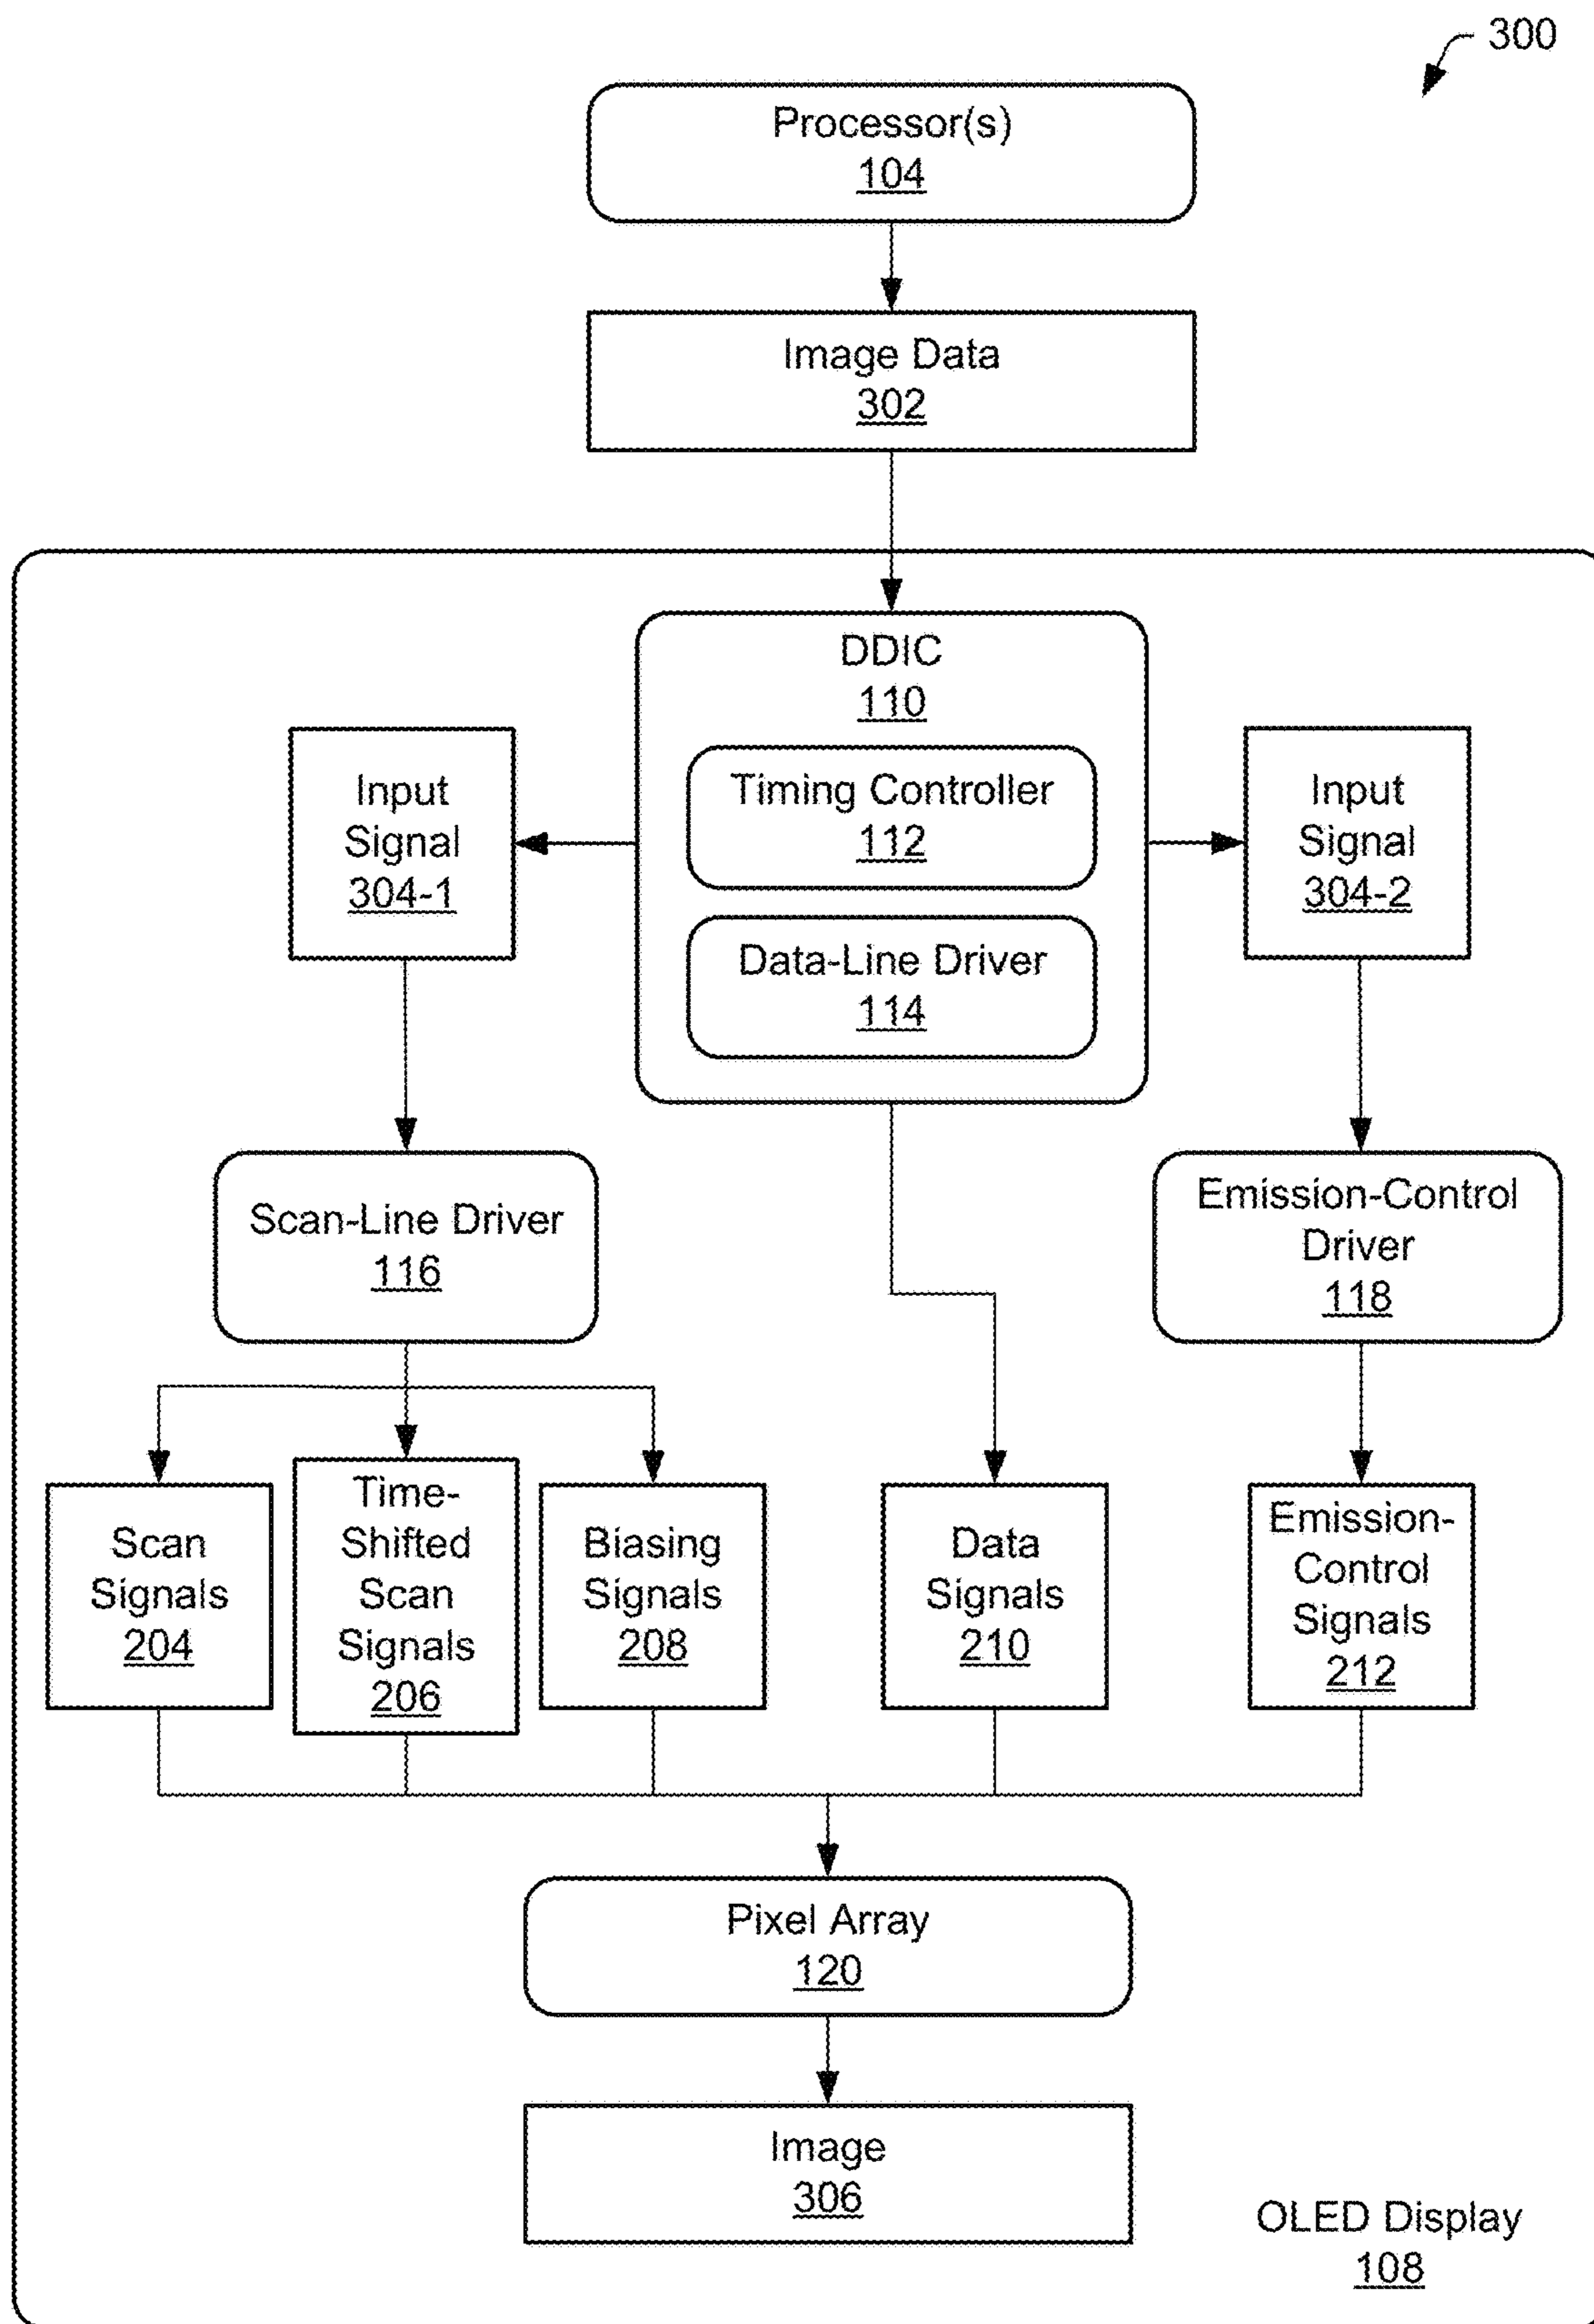 300
Processor(s)
104
Image Data
302
DDIC
110
Timing Controller
112
Data-Line Driver
114
Input
Signal
304-1
Input
Signal
304-2
Scan-Line Driver
116
Emission-Control
Driver
118
Scan
Signals
204
Time-
Shifted
Scan
Signals
206
Biasing
Signals
208
Data
Signals
210
Emission-
Control
Signals
212
Pixel Array
120
Image
306
OLED Display
108